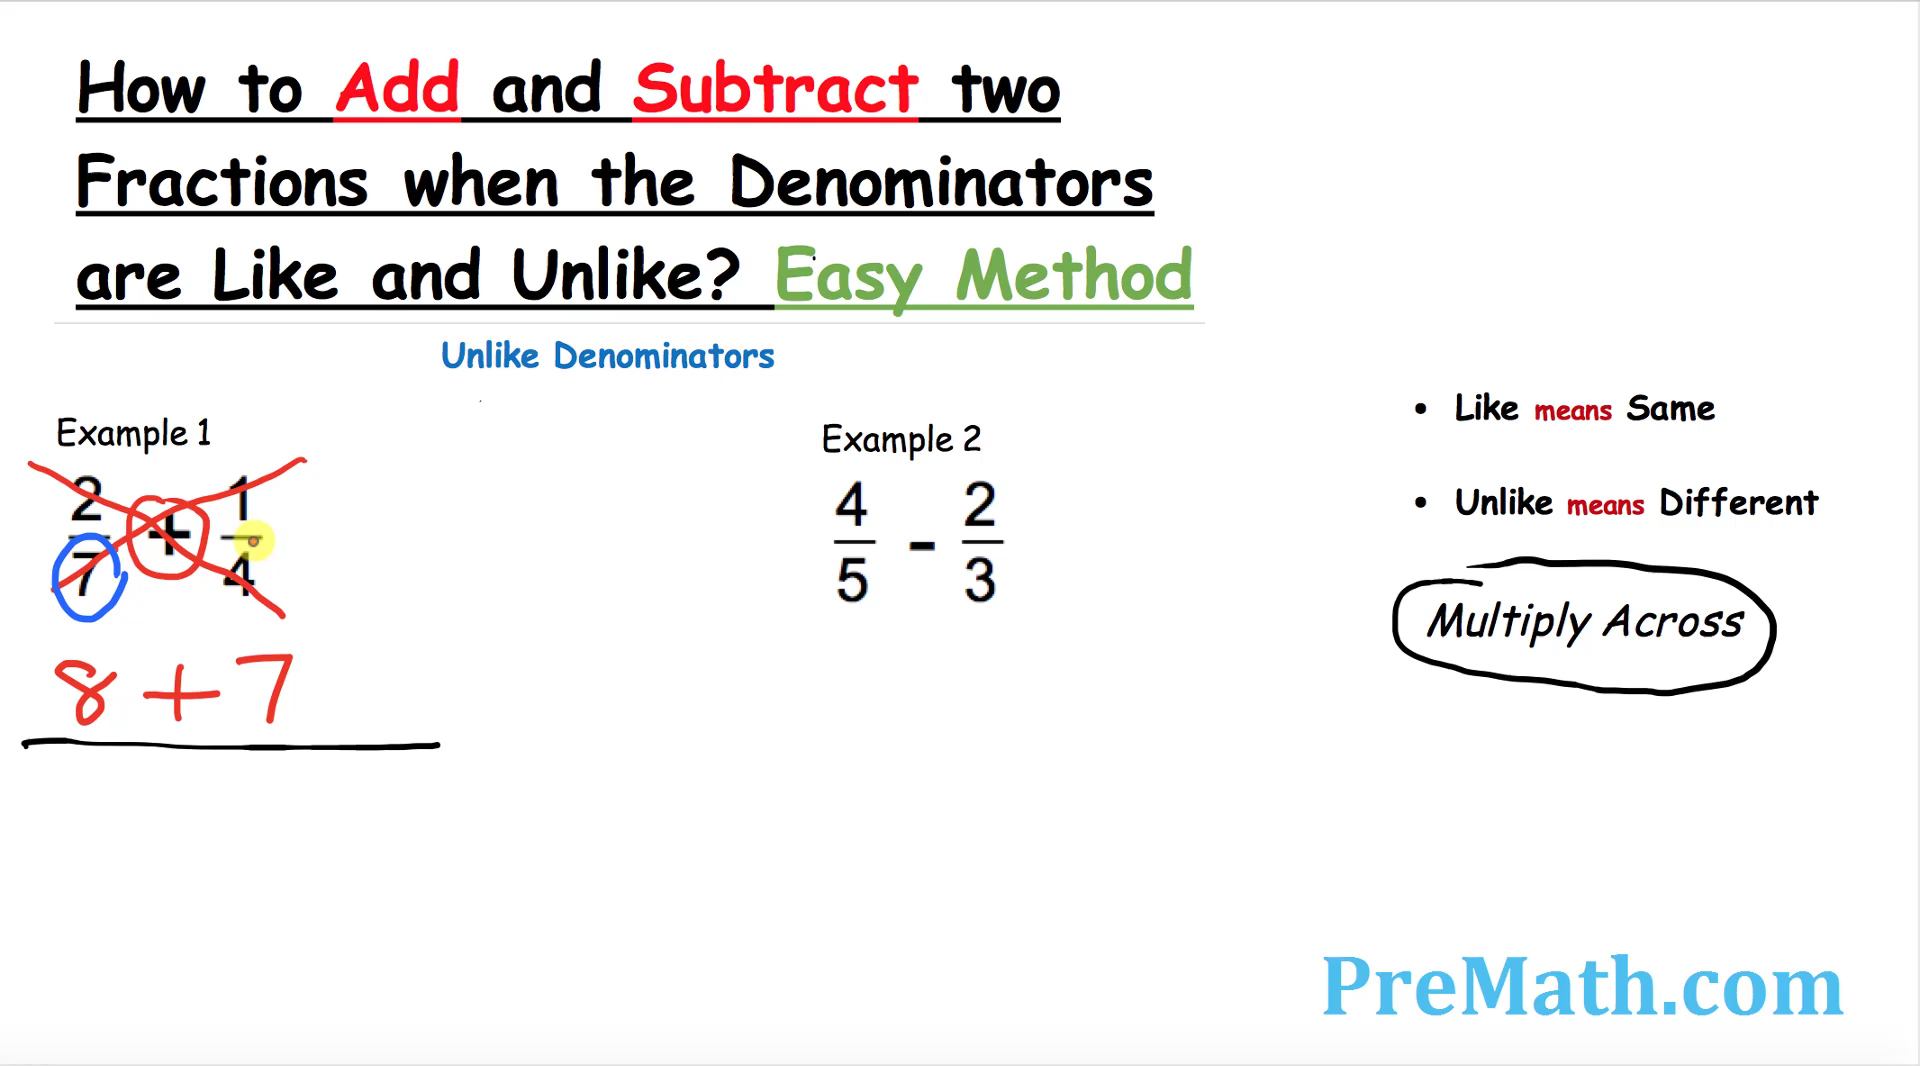 How to Add and Subtract two
Fractions when the Denominators
are Like and Unlike? Easy Method
Unlike Denominators
Example 1
2/7 + 1/4
8 + 7
Example 2
4/5 - 2/3
• Like means Same
• Unlike means Different
Multiply Across
PreMath.com